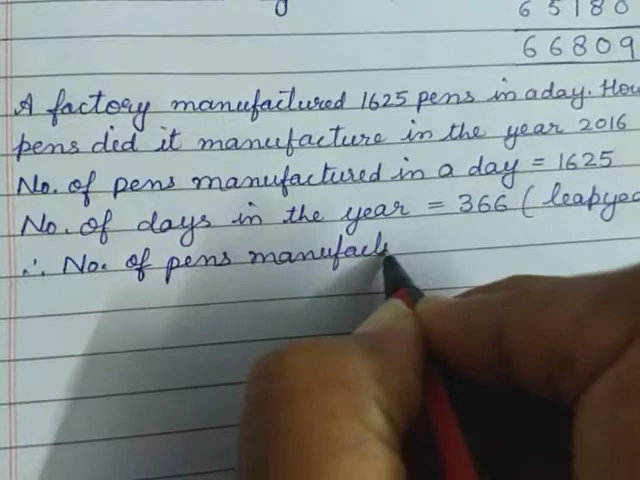 65180
66809
A factory manufactured 1625 pens in a day. How
pens did it manufacture in the year 2016
No. of pens manufactured in a day = 1625
No. of days in the year = 366 (leapyea
∴ No. of pens manufact